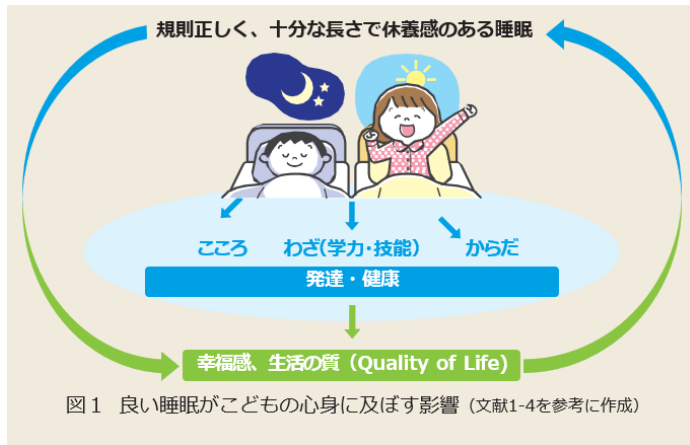 規則正しく、十分な長さで休養感のある睡眠
こころ わざ(学力・技能) からだ
発達・健康
幸福感、生活の質（Quality of Life)
図１ 良い睡眠がこどもの心身に及ぼす影響（文献1-4を参考に作成）